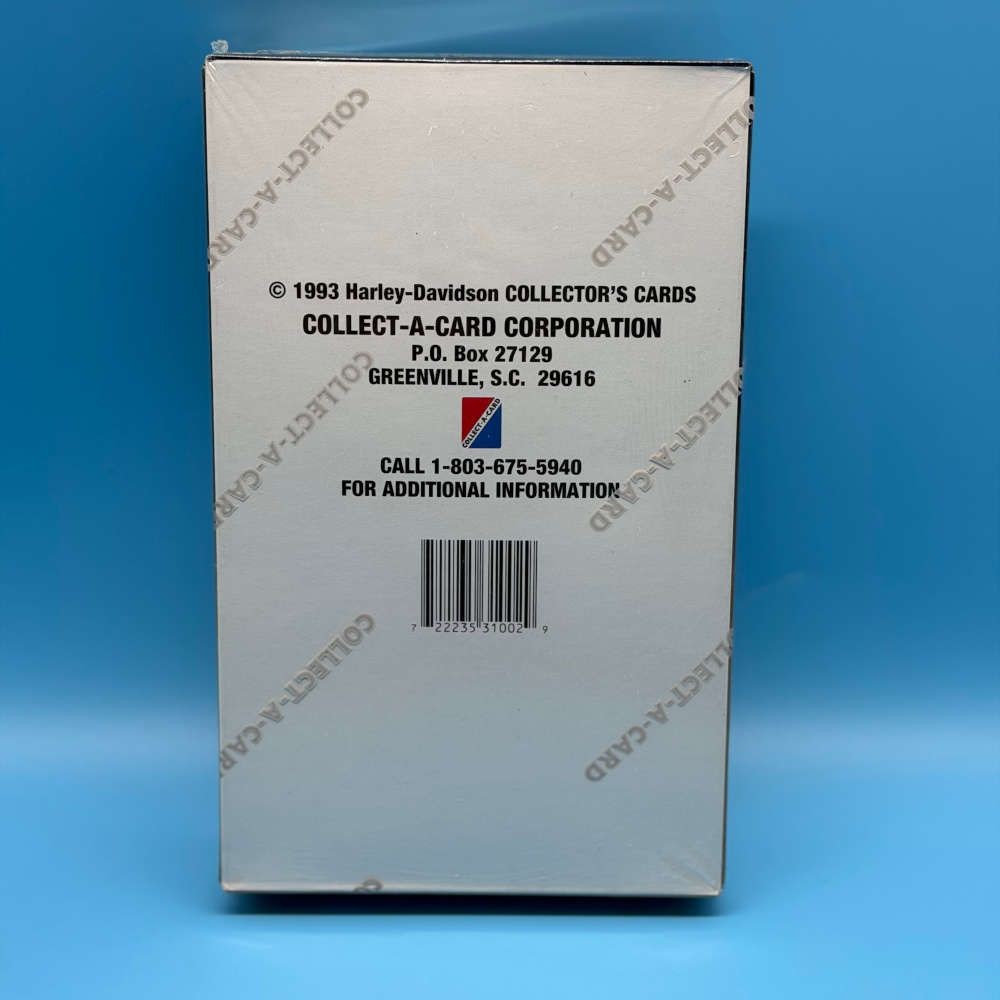 COLLECT-A-CARD
COLLECT-A-CARD
© 1993 Harley-Davidson COLLECTOR'S CARDS
COLLECT-A-CARD CORPORATION
P.O. Box 27129
GREENVILLE, S.C. 29616
COLLECT-A-CARD
COLLECT-A-CARD
COLLECT-A-CARD
CALL 1-803-675-5940
FOR ADDITIONAL INFORMATION
7 22235 31002 9
COLLECT-A-CARD
COLLECT-A-CARD